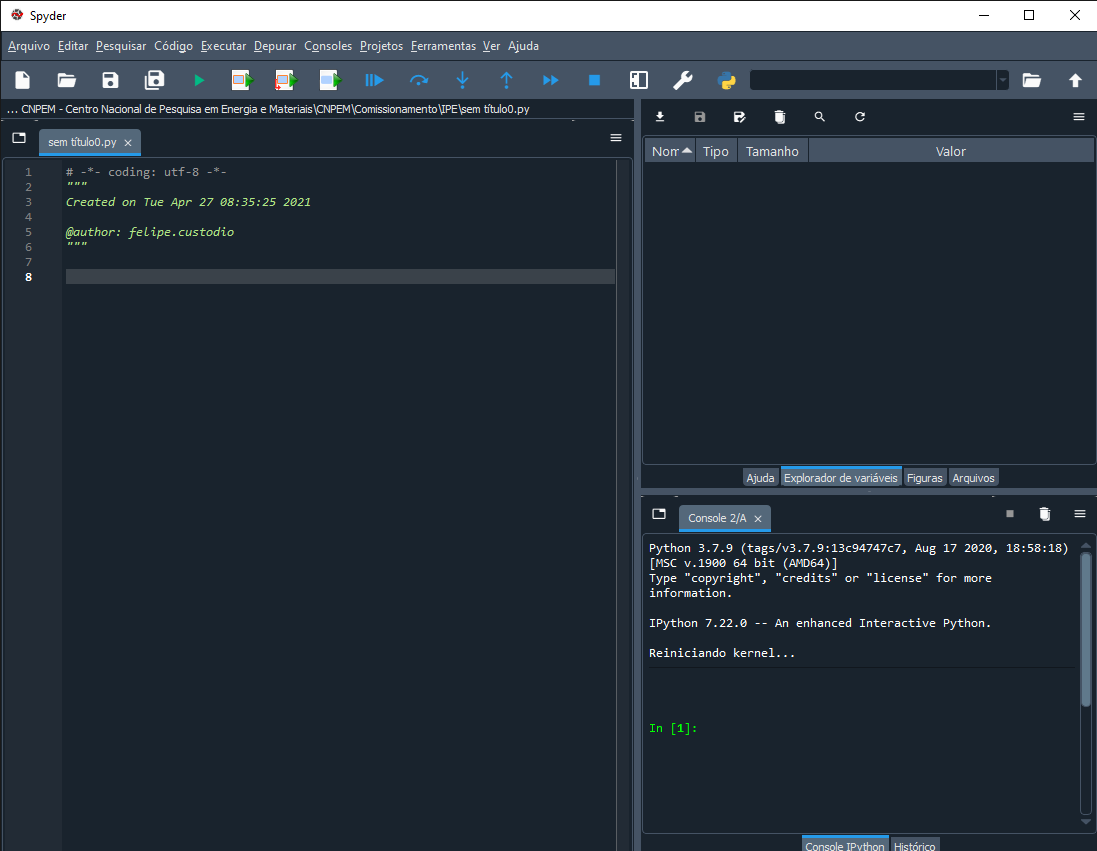 Spyder
Arquivo Editar Pesquisar Código Executar Depurar Consoles Projetos Ferramentas Ver Ajuda
... CNPEM - Centro Nacional de Pesquisa em Energia e Materiais\CNPEM\Comissionamento\IPE\sem título0.py
sem título0.py
1 # -*- coding: utf-8 -*-
2 """
3 Created on Tue Apr 27 08:35:25 2021
4
5 @author: felipe.custodio
6 """
7
8
Nom Tipo Tamanho Valor
Ajuda Explorador de variáveis Figuras Arquivos
Console 2/A
Python 3.7.9 (tags/v3.7.9:13c94747c7, Aug 17 2020, 18:58:18)
[MSC v.1900 64 bit (AMD64)]
Type "copyright", "credits" or "license" for more
information.
IPython 7.22.0 -- An enhanced Interactive Python.
Reiniciando kernel...
In [1]:
Console IPython Histórico